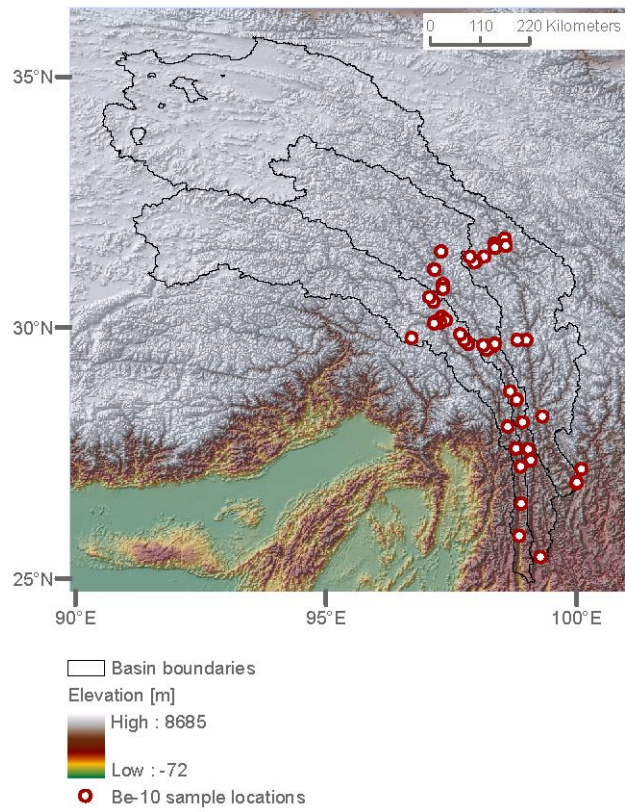 0 110 220 Kilometers
35°N
30°N
25°N
90°E 95°E 100°E
Basin boundaries
Elevation [m]
High : 8685
Low : -72
Be-10 sample locations